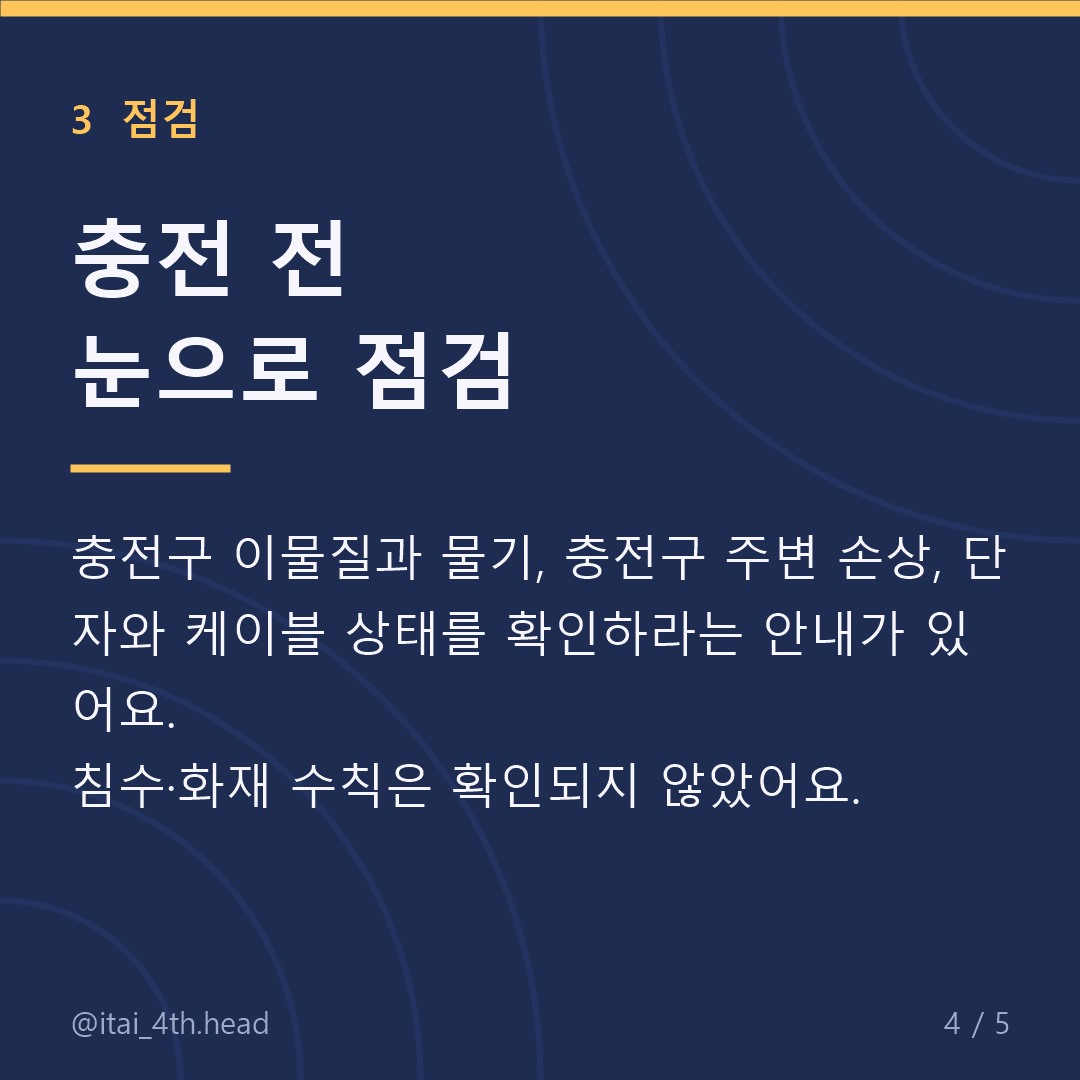 3 점검
충전 전
눈으로 점검
충전구 이물질과 물기, 충전구 주변 손상, 단
자와 케이블 상태를 확인하라는 안내가 있
어요.
침수·화재 수칙은 확인되지 않았어요.
@itai_4th.head
4 / 5